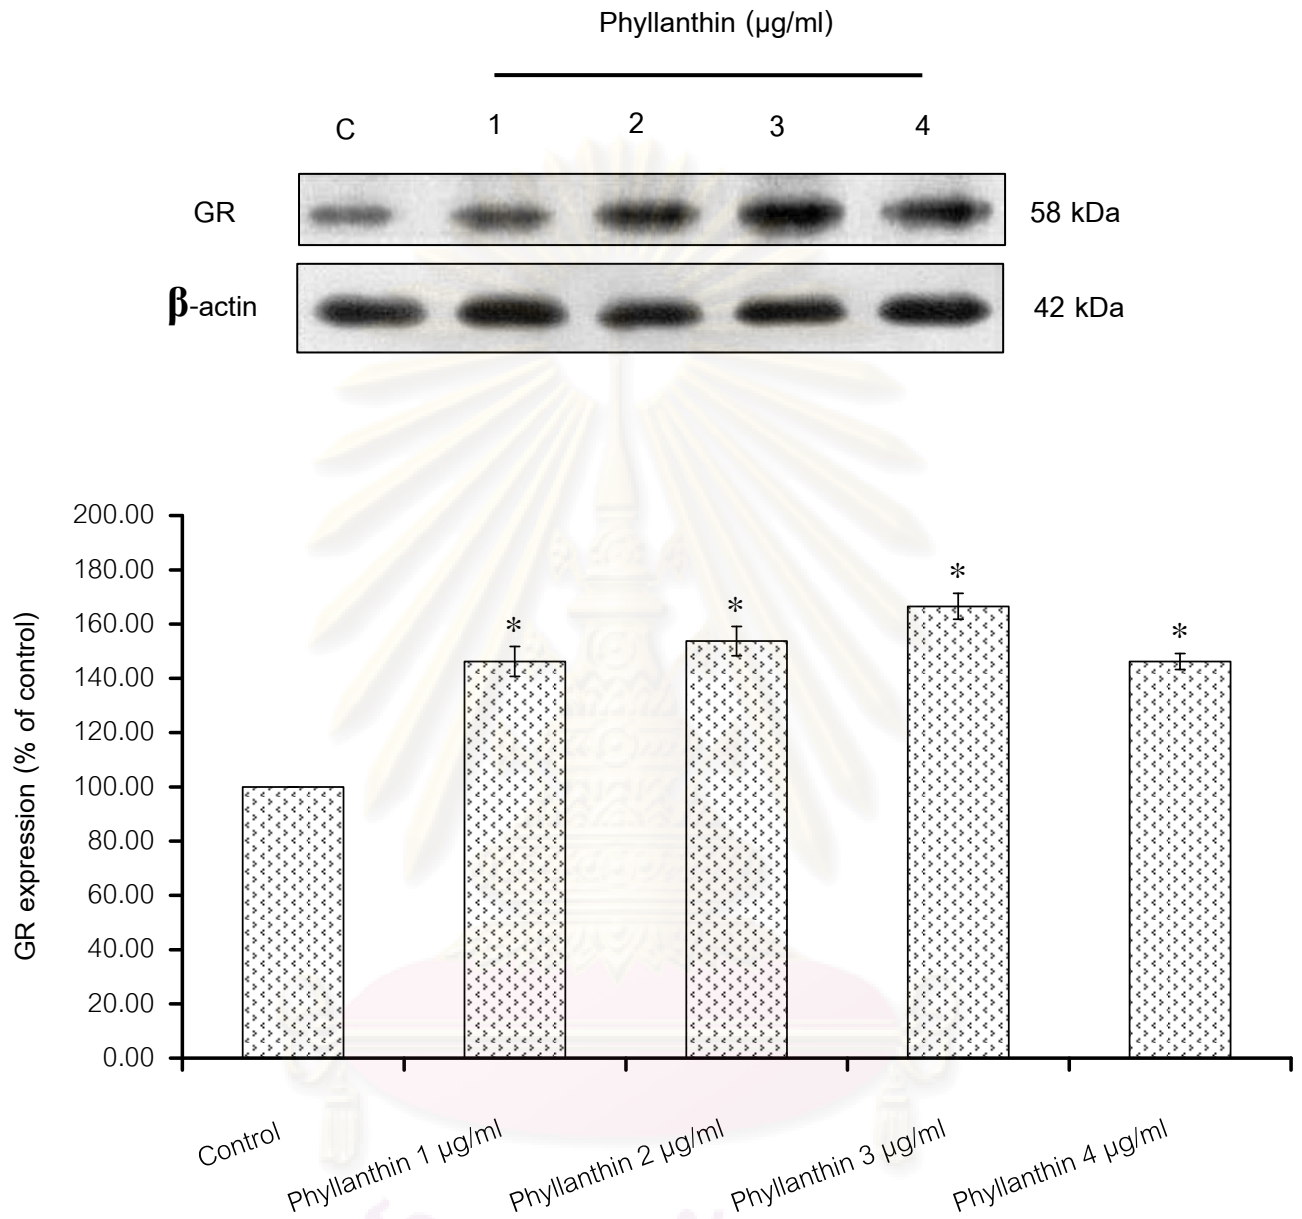 Phyllanthin (µg/ml)
C 1 2 3 4
GR 58 kDa
β-actin 42 kDa
GR expression (% of control)
200.00
180.00
160.00
140.00
120.00
100.00
80.00
60.00
40.00
20.00
0.00
* * * *
Control
Phyllanthin 1 µg/ml
Phyllanthin 2 µg/ml
Phyllanthin 3 µg/ml
Phyllanthin 4 µg/ml